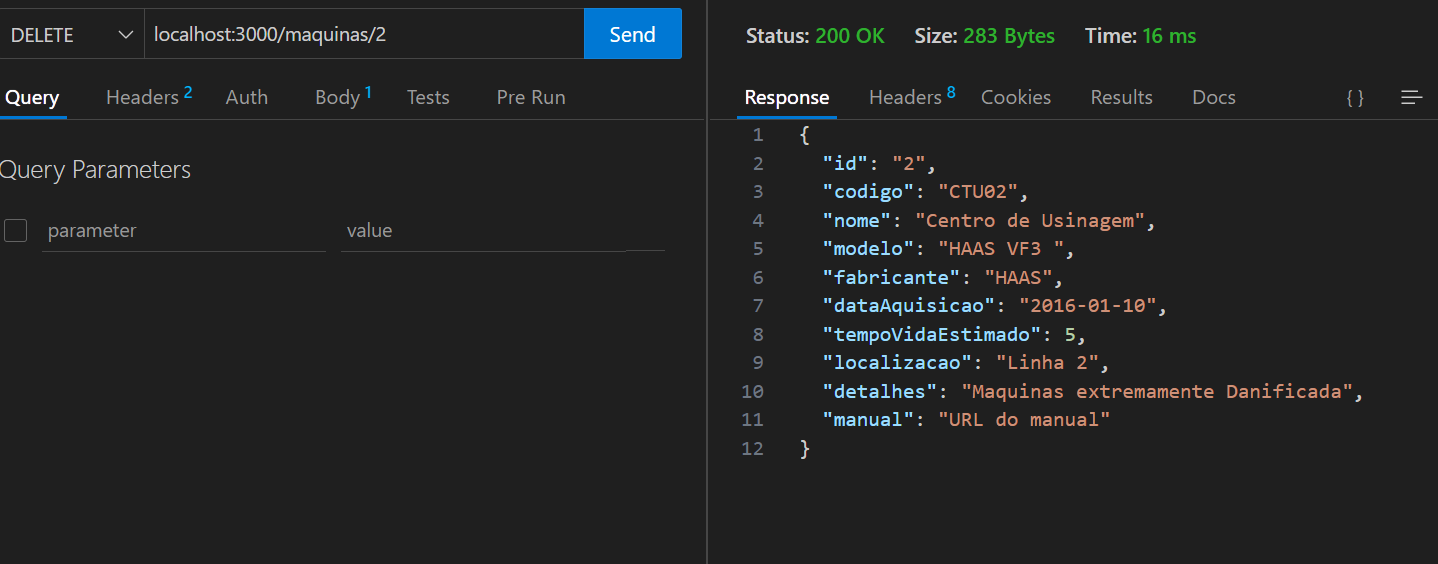 DELETE localhost:3000/maquinas/2 Send
Query Headers 2 Auth Body 1 Tests Pre Run
Query Parameters
parameter value
Status: 200 OK Size: 283 Bytes Time: 16 ms
Response Headers 8 Cookies Results Docs { }
1 {
2 "id": "2",
3 "codigo": "CTU02",
4 "nome": "Centro de Usinagem",
5 "modelo": "HAAS VF3 ",
6 "fabricante": "HAAS",
7 "dataAquisicao": "2016-01-10",
8 "tempoVidaEstimado": 5,
9 "localizacao": "Linha 2",
10 "detalhes": "Maquinas extremamente Danificada",
11 "manual": "URL do manual"
12 }